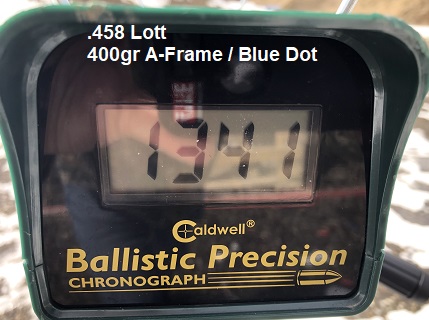 .458 Lott
400gr A-Frame / Blue Dot
1341
Caldwell®
Ballistic Precision
CHRONOGRAPH